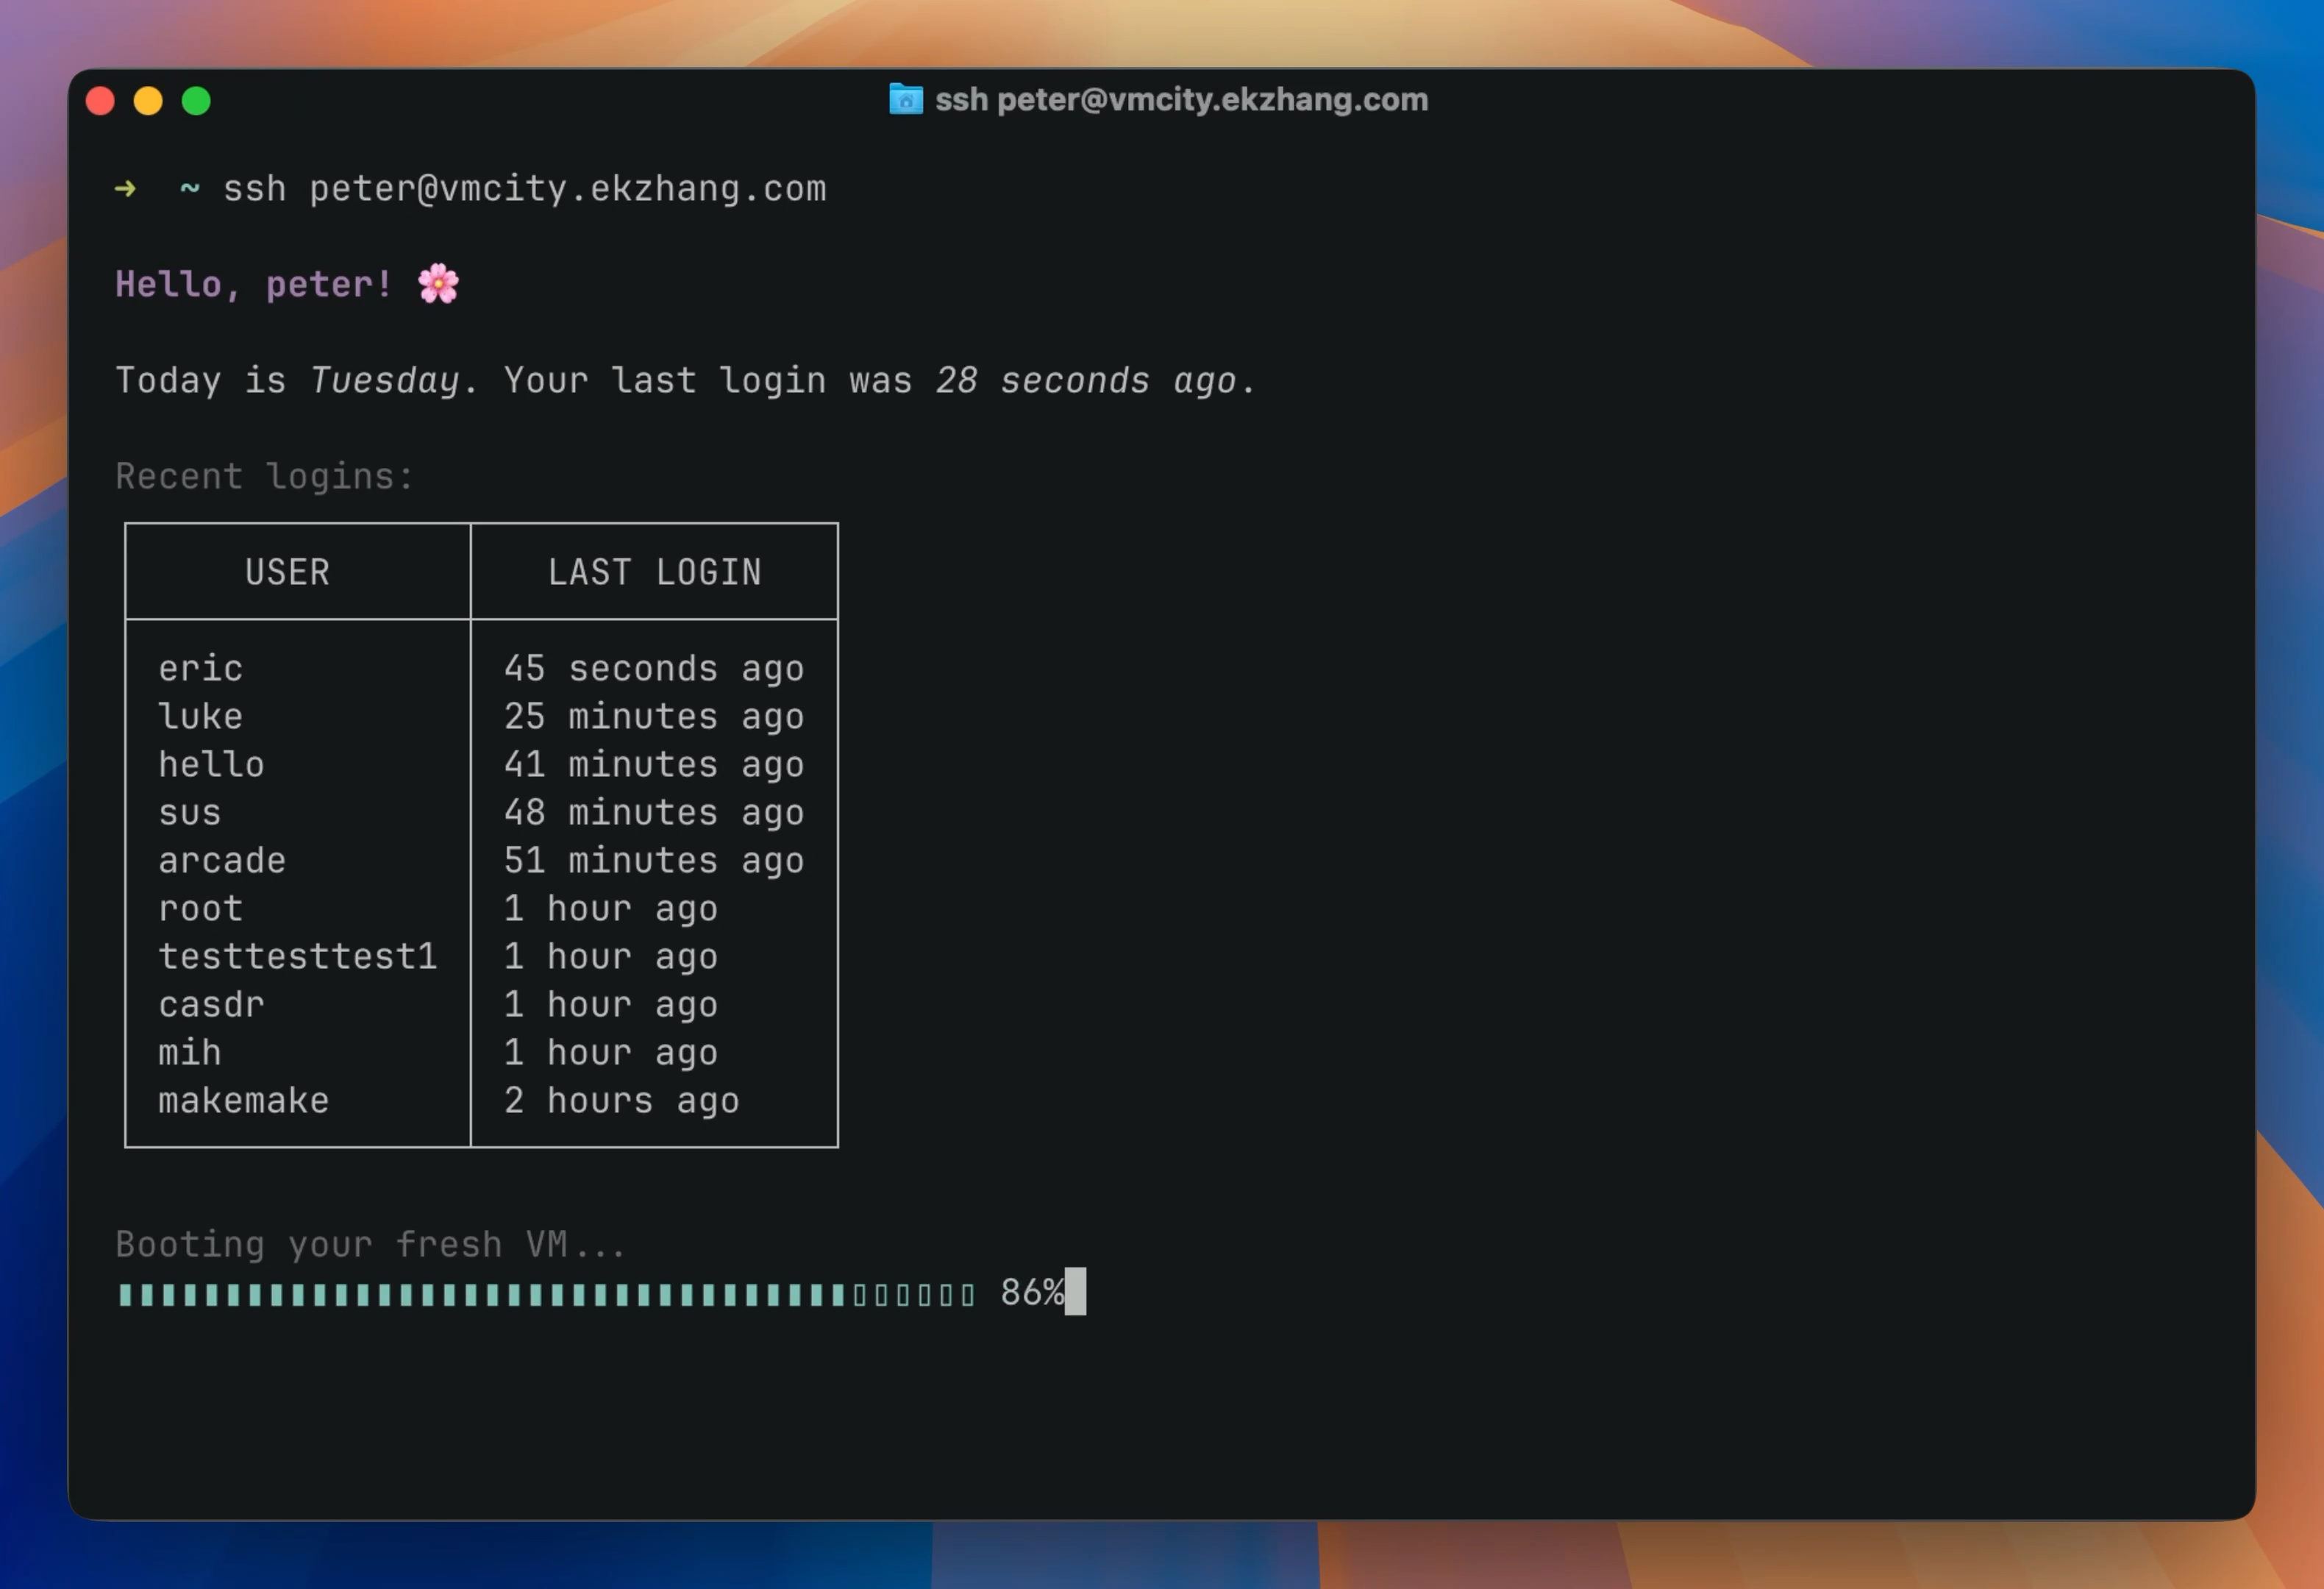 ssh peter@vmcity.ekzhang.com
➜ ~ ssh peter@vmcity.ekzhang.com
Hello, peter! 🌸
Today is Tuesday. Your last login was 28 seconds ago.
Recent logins:
USER LAST LOGIN
eric 45 seconds ago
luke 25 minutes ago
hello 41 minutes ago
sus 48 minutes ago
arcade 51 minutes ago
root 1 hour ago
testtesttest1 1 hour ago
casdr 1 hour ago
mih 1 hour ago
makemake 2 hours ago
Booting your fresh VM...
86%